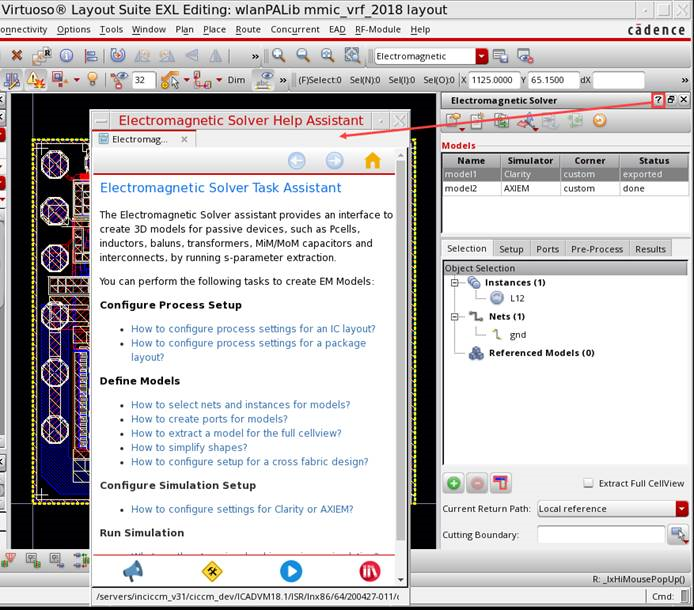 Virtuoso® Layout Suite EXL Editing: wlanPALib mmic_vrf_2018 layout
onnectivity Options Tools Window Place Route Concurrent EAD RF-Module Help
cādence
» Electromagnetic »
32 Dim abc » (F)Select:0 Sel(N):0 Sel(I):0 Sel(O):0 X 1125.0000 Y 65.1500 dX »
Electromagnetic Solver Help Assistant
Electromag...
Electromagnetic Solver Task Assistant
The Electromagnetic Solver assistant provides an interface to
create 3D models for passive devices, such as Pcells,
inductors, baluns, transformers, MiM/MoM capacitors and
interconnects, by running s-parameter extraction.
You can perform the following tasks to create EM Models:
Configure Process Setup
• How to configure process settings for an IC layout?
• How to configure process settings for a package
layout?
Define Models
• How to select nets and instances for models?
• How to create ports for models?
• How to extract a model for the full cellview?
• How to simplify shapes?
• How to configure setup for a cross fabric design?
Configure Simulation Setup
• How to configure settings for Clarity or AXIEM?
Run Simulation
/servers/inciccm_v31/ciccm_dev/ICADVM18.1/ISR/lnx86/64/200427-011/
Electromagnetic Solver ?
Models
Name Simulator Corner Status
model1 Clarity custom exported
model2 AXIEM custom done
Selection Setup Ports Pre-Process Results
Object Selection
Instances (1)
L12
Nets (1)
gnd
Referenced Models (0)
Extract Full CellView
Current Return Path: Local reference
Cutting Boundary:
R: _lxHiMousePopUp()
Cmd: